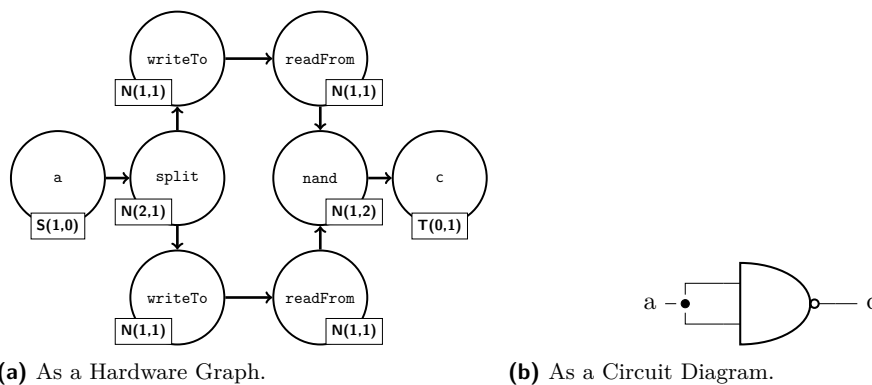 writeTo readFrom
N(1,1) N(1,1)
a split nand c
S(1,0) N(2,1) N(1,2) T(0,1)
writeTo readFrom
N(1,1) N(1,1)
a
(a) As a Hardware Graph.
(b) As a Circuit Diagram.